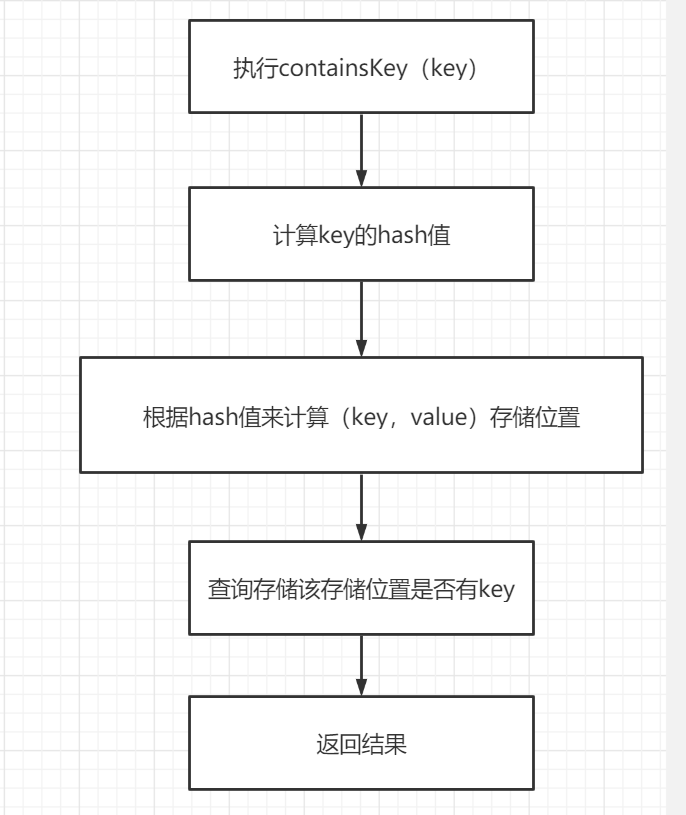 执行containsKey（key）
计算key的hash值
根据hash值来计算（key，value）存储位置
查询存储该存储位置是否有key
返回结果